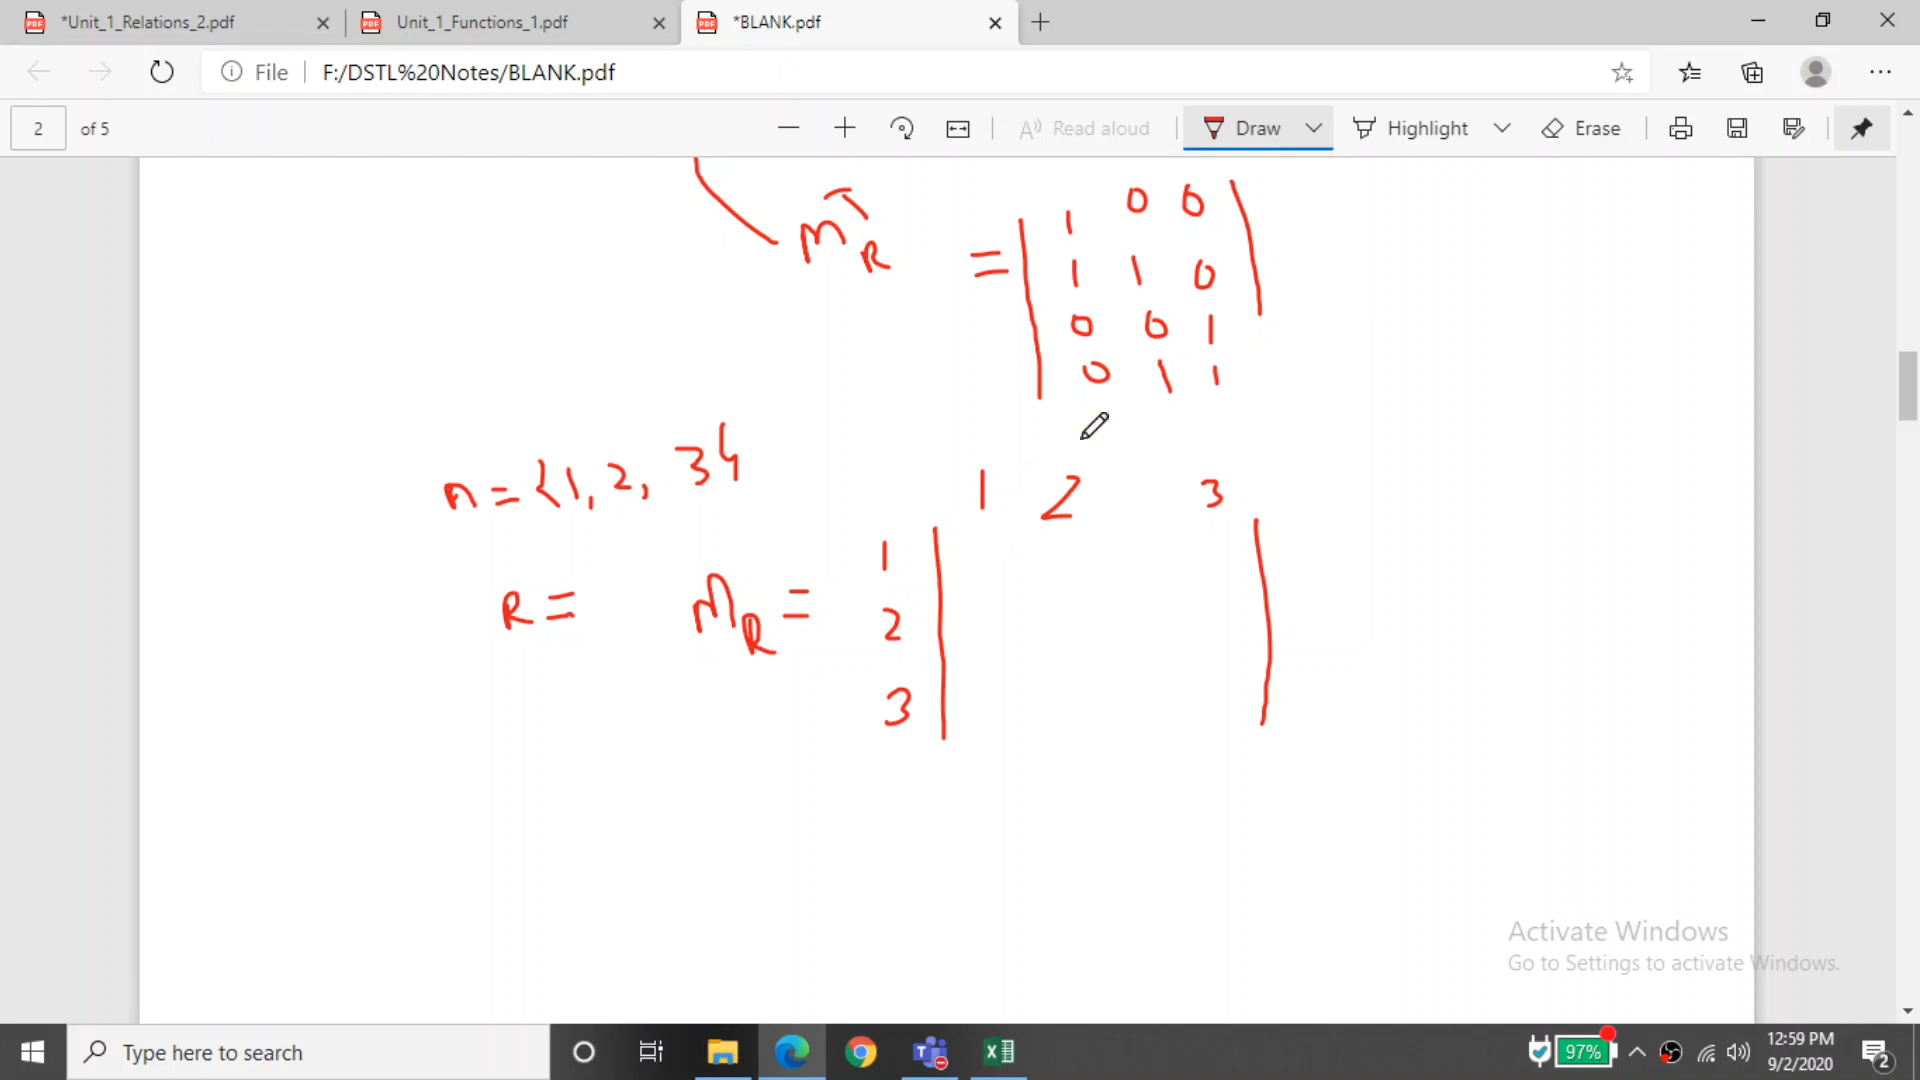 *Unit_1_Relations_2.pdf Unit_1_Functions_1.pdf *BLANK.pdf
File F:/DSTL%20Notes/BLANK.pdf
2 of 5 Read aloud Draw Highlight Erase
M R T = 1 0 0
1 1 0
0 0 1
0 1 1
n = {1, 2, 3}
1 2 3
R = M R = 1
2
3
Activate Windows
Go to Settings to activate Windows.
Type here to search 97% 12:59 PM
9/2/2020 2